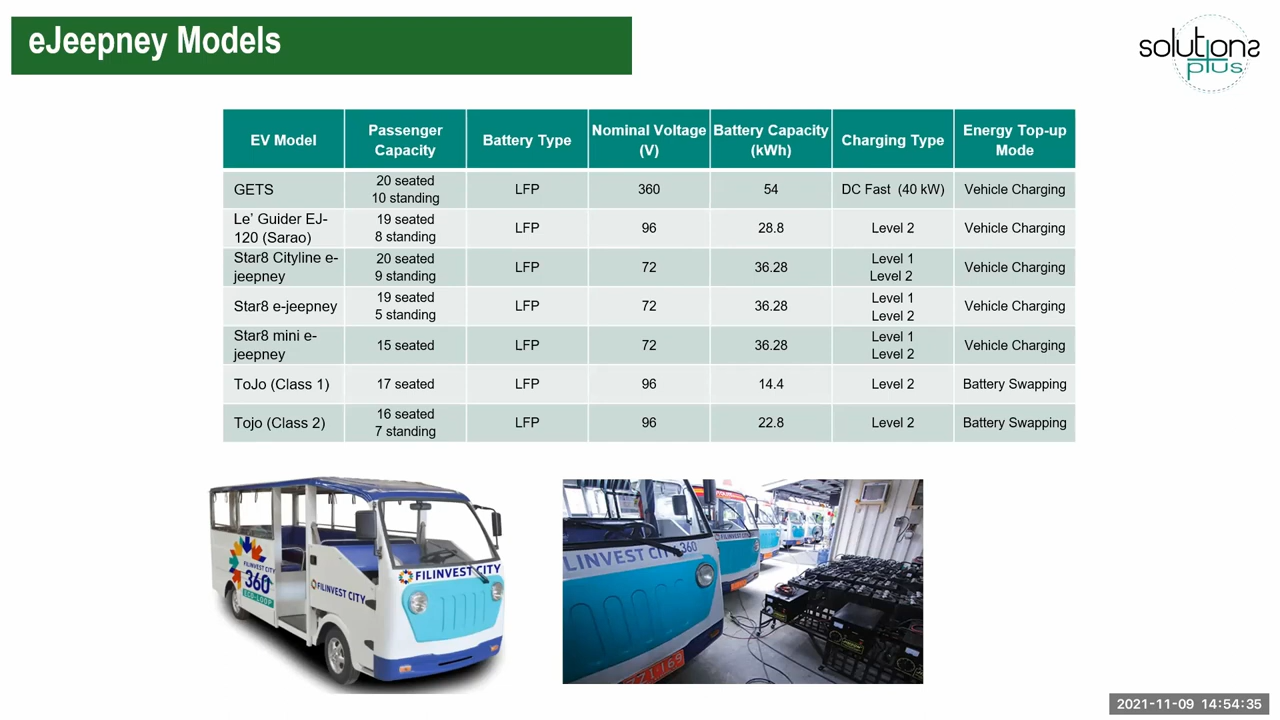 eJeepney Models
solutions
plus
EV Model
Passenger
Capacity
Battery Type
Nominal Voltage
(V)
Battery Capacity
(kWh)
Charging Type
Energy Top-up
Mode
GETS
20 seated
10 standing
LFP
360
54
DC Fast (40 kW)
Vehicle Charging
Le’ Guider EJ-
120 (Sarao)
19 seated
8 standing
LFP
96
28.8
Level 2
Vehicle Charging
Star8 Cityline e-
jeepney
20 seated
9 standing
LFP
72
36.28
Level 1
Level 2
Vehicle Charging
Star8 e-jeepney
19 seated
5 standing
LFP
72
36.28
Level 1
Level 2
Vehicle Charging
Star8 mini e-
jeepney
15 seated
LFP
72
36.28
Level 1
Level 2
Vehicle Charging
ToJo (Class 1)
17 seated
LFP
96
14.4
Level 2
Battery Swapping
Tojo (Class 2)
16 seated
7 standing
LFP
96
22.8
Level 2
Battery Swapping
FILINVEST CITY
360
ECO-LOOP
FILINVEST CITY
FILINVEST CITY
FILINVEST CITY 360
FILINVEST CITY
2021-11-09 14:54:35